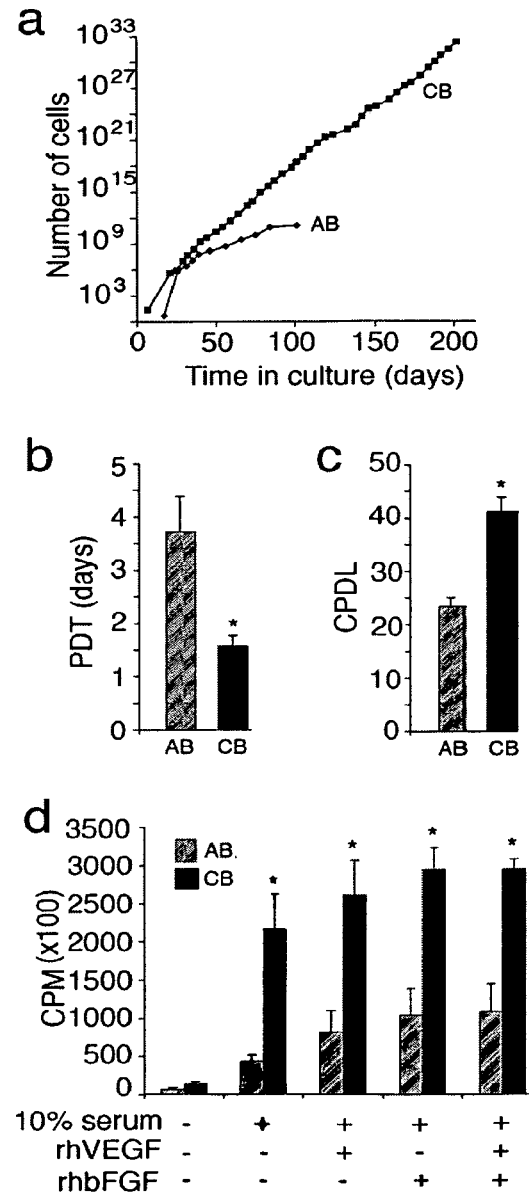 a
10^33
10^27
10^21
10^15
10^9
10^3
Number of cells
CB
AB
0 50 100 150 200
Time in culture (days)
b
5
4
3
2
1
0
PDT (days)
*
AB CB
c
50
40
30
20
10
0
CPDL
*
AB CB
d
3500
3000
2500
2000
1500
1000
500
0
CPM (x100)
AB.
CB
* * * *
10% serum - + + + +
rhVEGF - - + - +
rhbFGF - - - + +